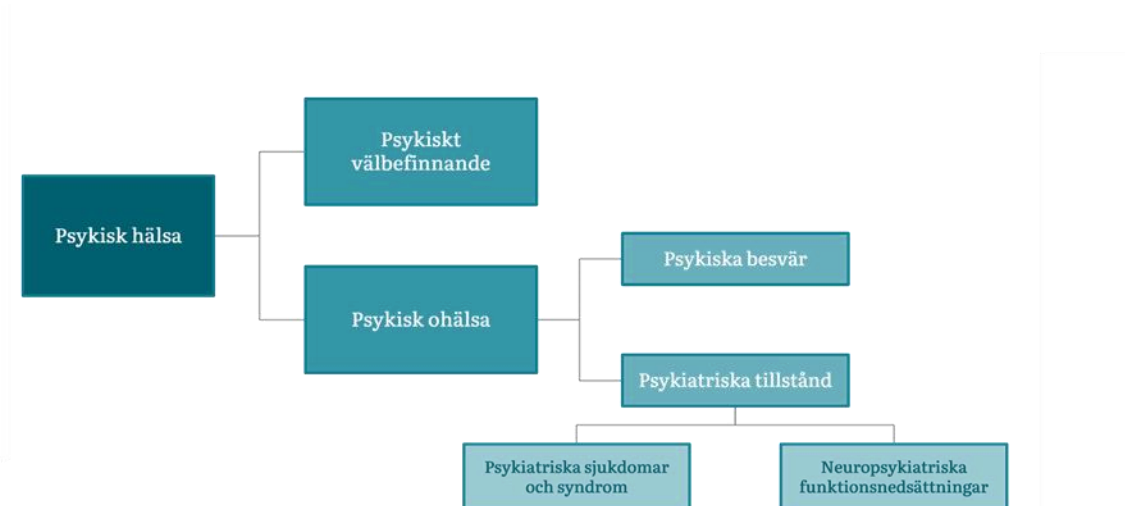 Psykisk hälsa
Psykiskt
välbefinnande
Psykisk ohälsa
Psykiska besvär
Psykiatriska tillstånd
Psykiatriska sjukdomar
och syndrom
Neuropsykiatriska
funktionsnedsättningar